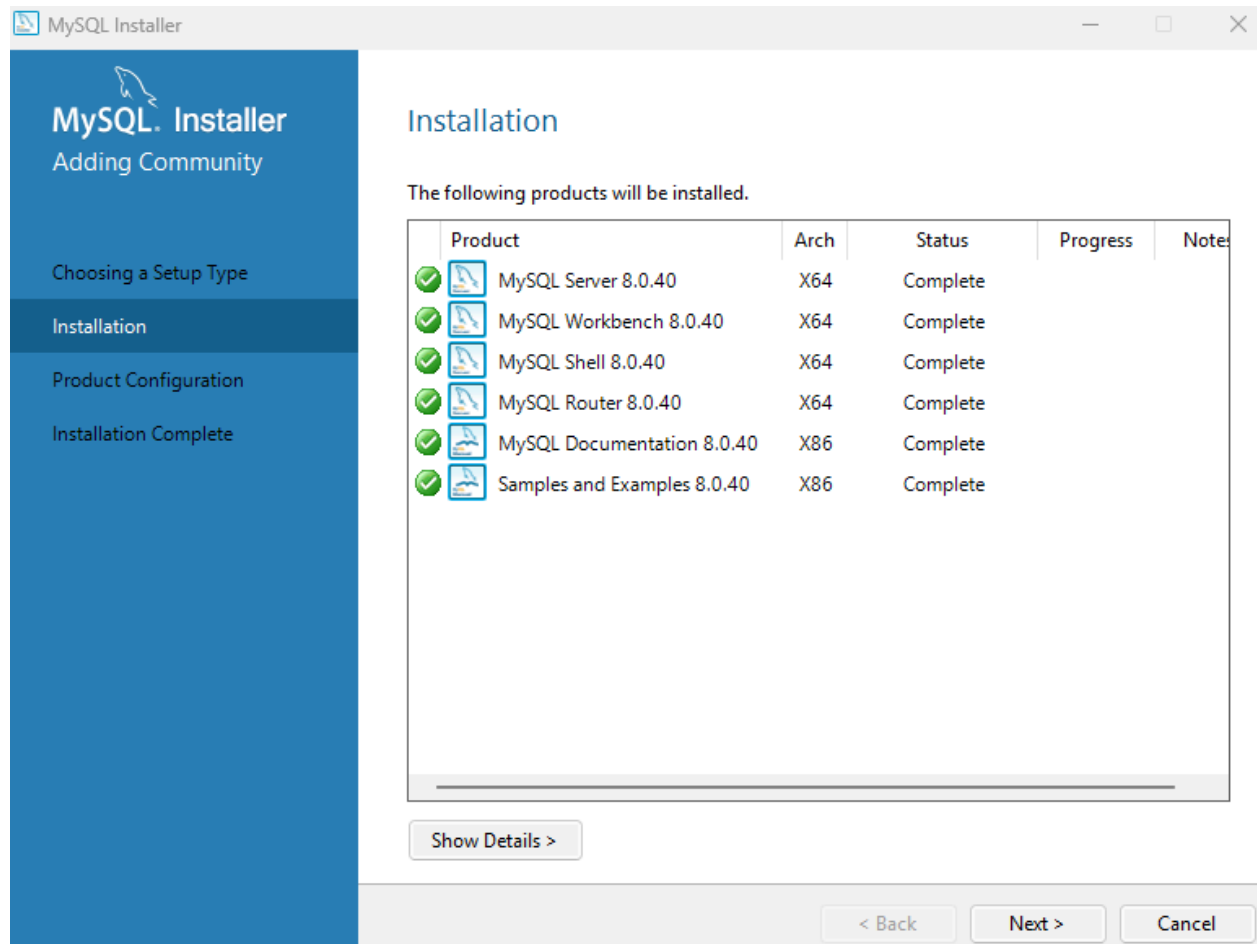 MySQL Installer
MySQL. Installer
Adding Community
Choosing a Setup Type
Installation
Product Configuration
Installation Complete
Installation
The following products will be installed.
Product Arch Status Progress Notes
MySQL Server 8.0.40 X64 Complete
MySQL Workbench 8.0.40 X64 Complete
MySQL Shell 8.0.40 X64 Complete
MySQL Router 8.0.40 X64 Complete
MySQL Documentation 8.0.40 X86 Complete
Samples and Examples 8.0.40 X86 Complete
Show Details >
< Back Next > Cancel